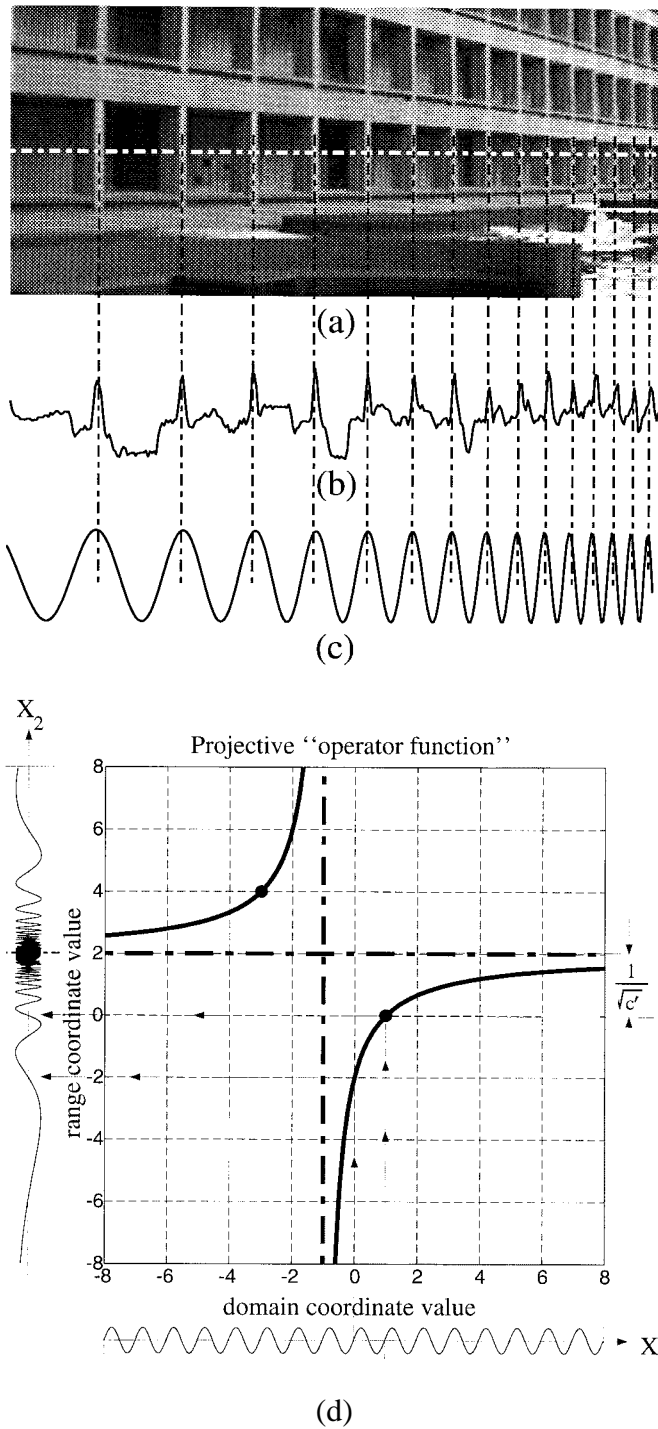 (a)
(b)
(c)
X2
Projective ‘‘operator function’’
8
6
4
2
0
-2
-4
-6
-8
range coordinate value
1
√c′
-8 -6 -4 -2 0 2 4 6 8
domain coordinate value
X
(d)